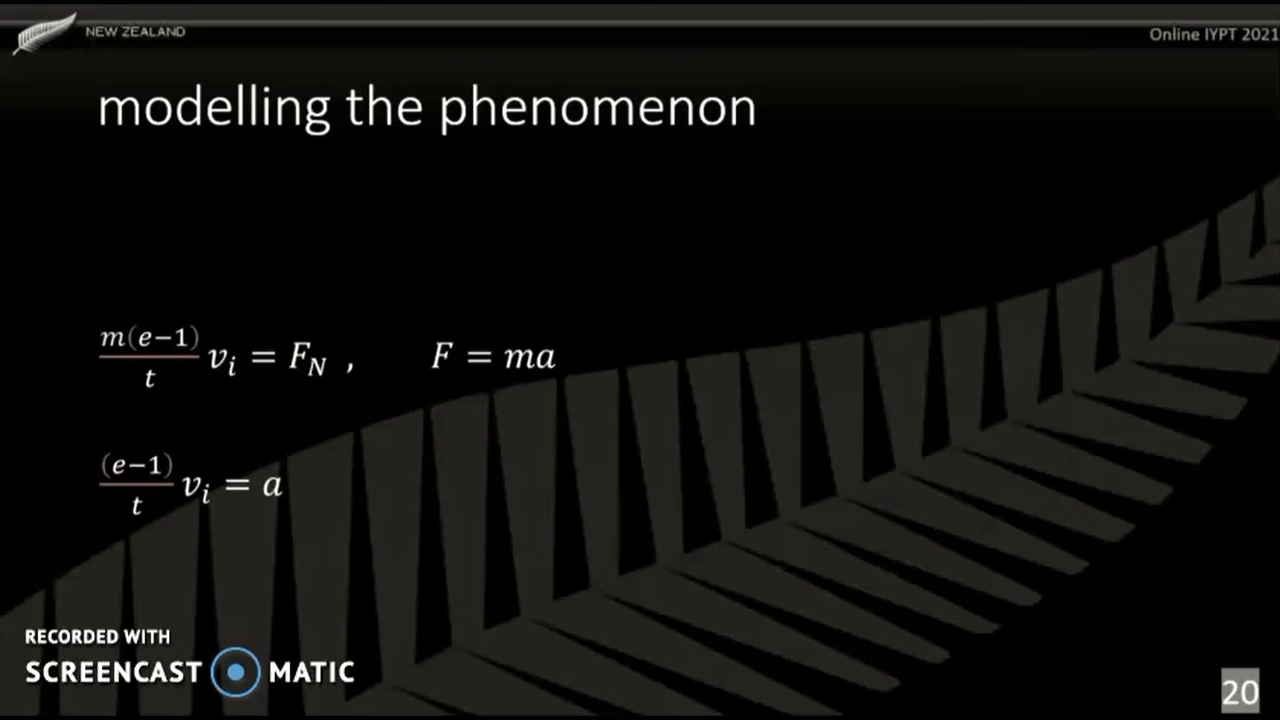 NEW ZEALAND
Online IYPT 2021
modelling the phenomenon
m(e−1)/t v_i = F_N , F = ma
(e−1)/t v_i = a
RECORDED WITH
SCREENCAST MATIC
20